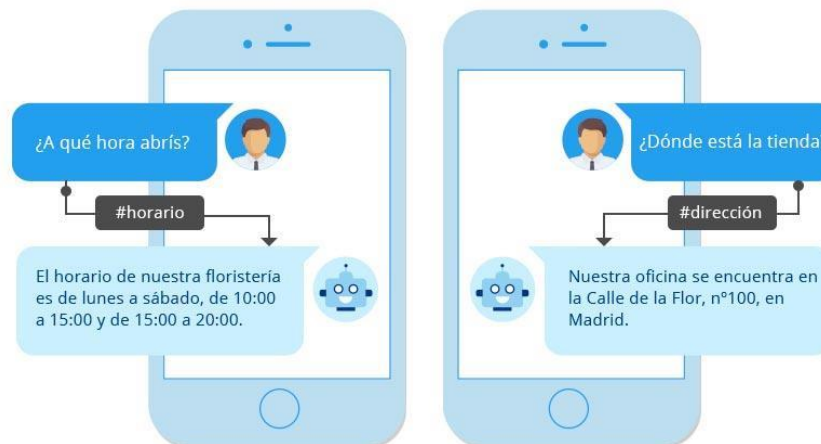 ¿A qué hora abrís?
#horario
El horario de nuestra floristería
es de lunes a sábado, de 10:00
a 15:00 y de 15:00 a 20:00.
¿Dónde está la tienda
#dirección
Nuestra oficina se encuentra en
la Calle de la Flor, nº100, en
Madrid.